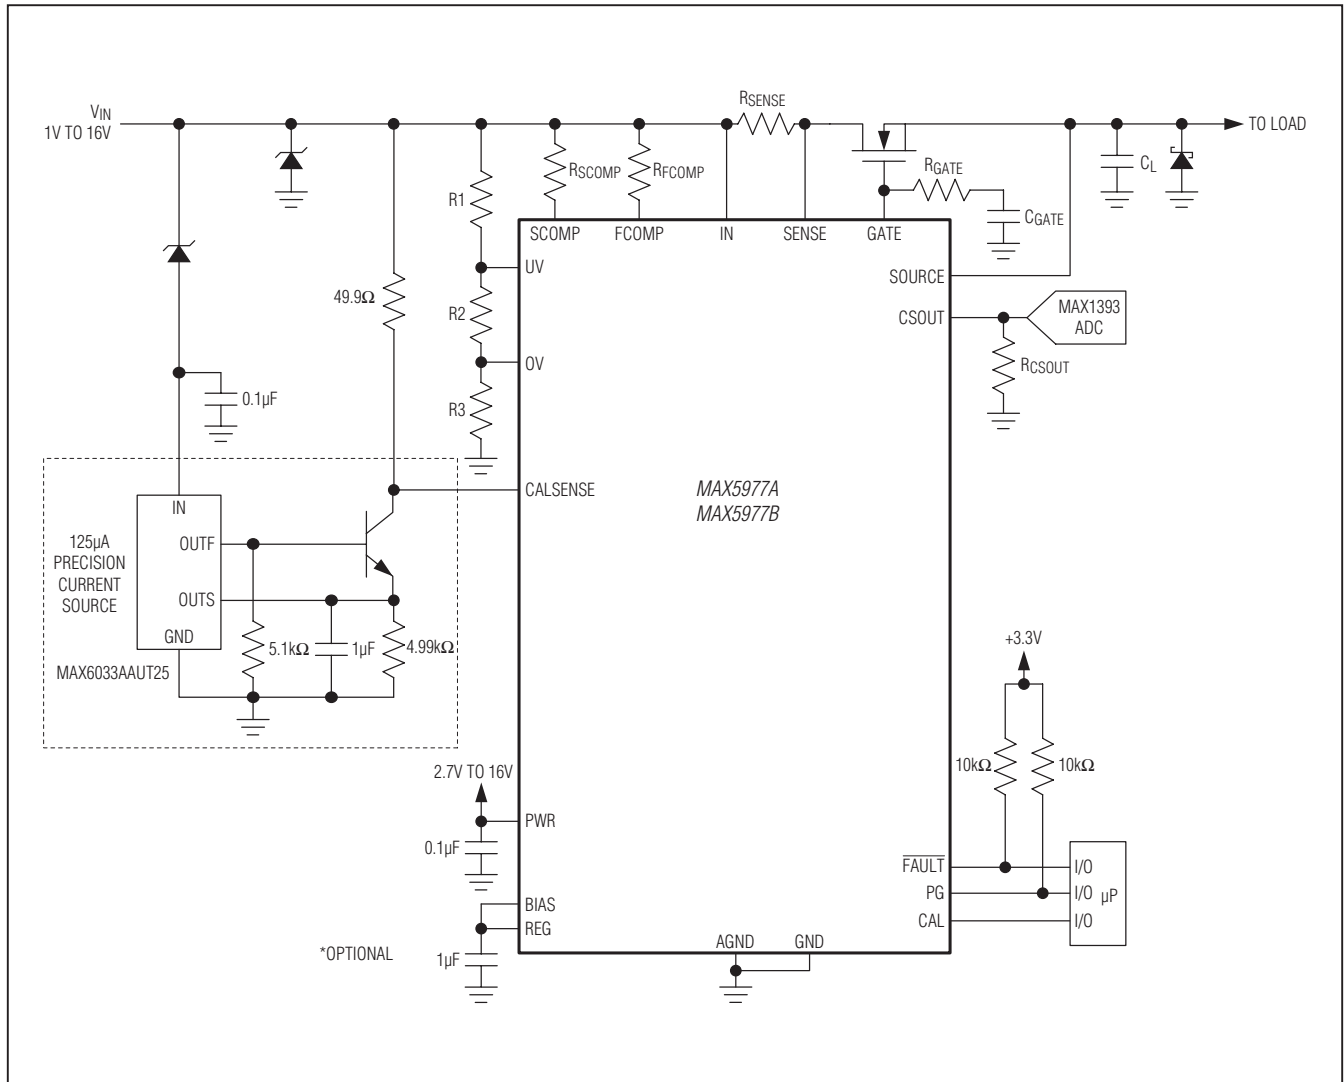 VIN
1V TO 16V
RSENSE
TO LOAD
RSCOMP
RFCOMP
RGATE
CL
R1
CGATE
SCOMP
FCOMP
IN
SENSE
GATE
UV
SOURCE
49.9Ω
R2
CSOUT
MAX1393
ADC
OV
RCSOUT
0.1µF
R3
CALSENSE
MAX5977A
MAX5977B
IN
125µA
PRECISION
CURRENT
SOURCE
OUTF
OUTS
GND
5.1kΩ
1µF
4.99kΩ
MAX6033AAUT25
+3.3V
10kΩ
10kΩ
2.7V TO 16V
PWR
0.1µF
FAULT
I/O
PG
I/O
µP
CAL
I/O
BIAS
REG
*OPTIONAL
1µF
AGND
GND